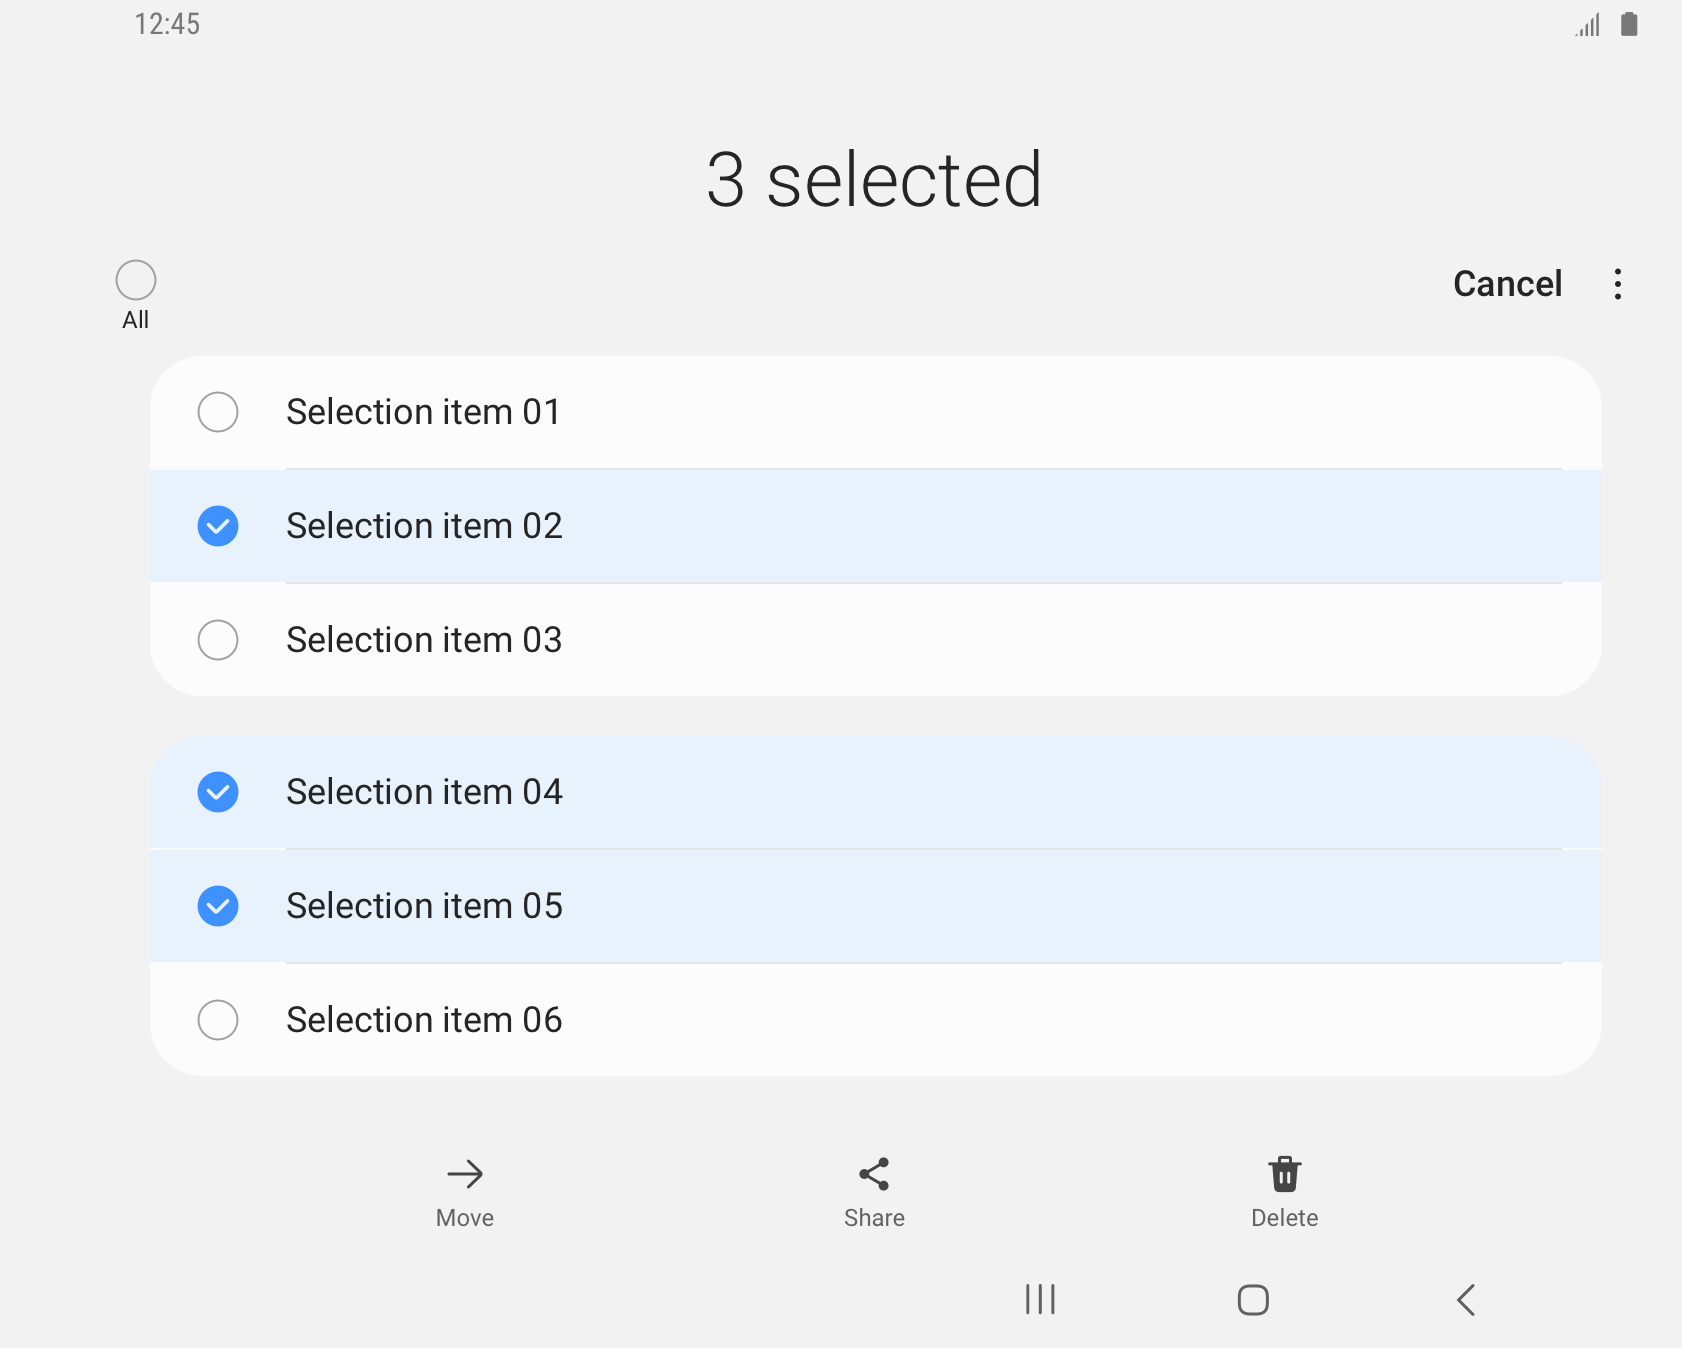 12:45
3 selected
All
Cancel
Selection item 01
Selection item 02
Selection item 03
Selection item 04
Selection item 05
Selection item 06
Move
Share
Delete